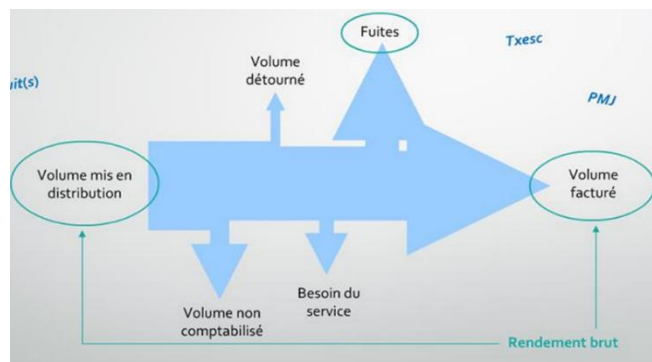 Fuites
Txesc
Volume
détourné
uit(s)
PMJ
Volume mis en
distribution
Volume
facturé
Volume non
comptabilisé
Besoin du
service
Rendement brut